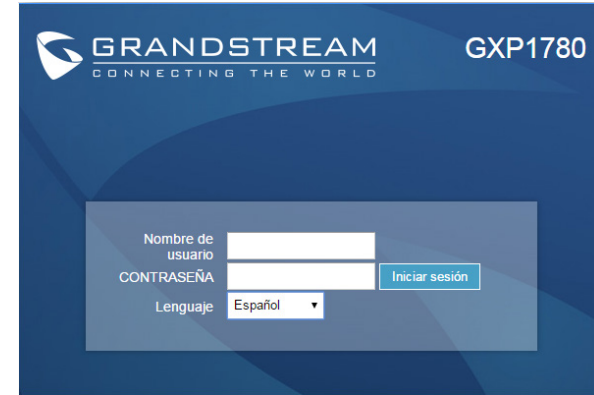 GRANDSTREAM
CONNECTING THE WORLD
GXP1780
Nombre de
usuario
CONTRASEÑA
Iniciar sesión
Lenguaje
Español